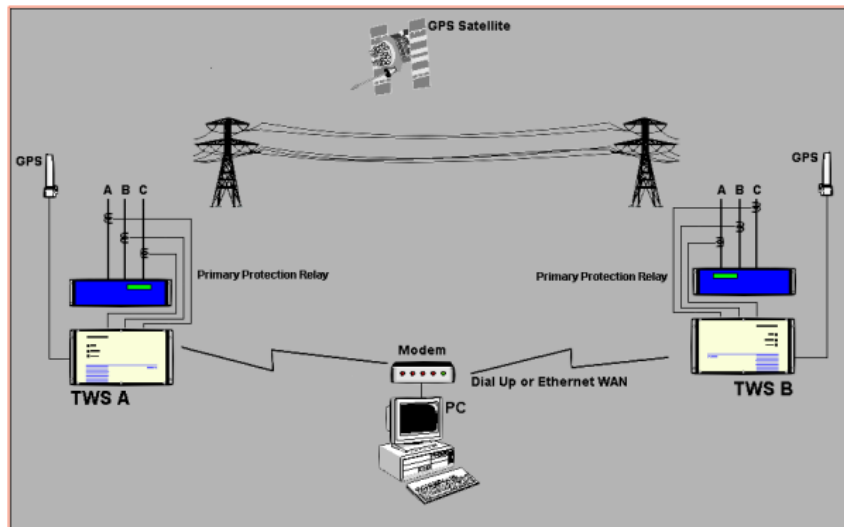 GPS Satellite
GPS
GPS
A B C
A B C
Primary Protection Relay
Primary Protection Relay
Modem
Dial Up or Ethernet WAN
TWS A
PC
TWS B